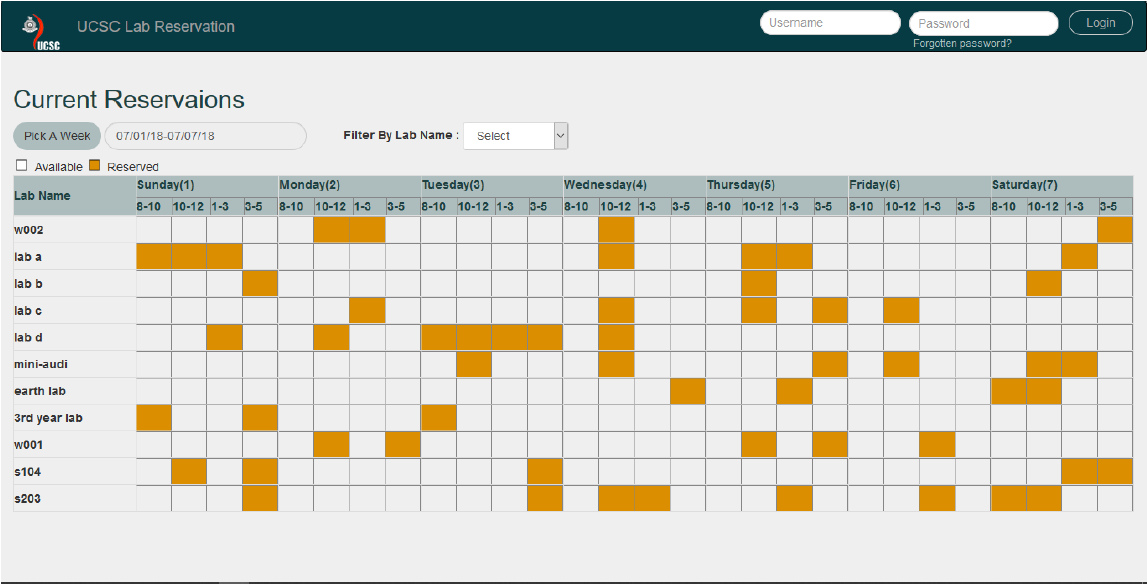 UCSC Lab Reservation
Username
Password
Login
UCSC
Forgotten password?
Current Reservaions
Pick A Week
07/01/18-07/07/18
Filter By Lab Name :
Select
Available
Reserved
Lab Name
Sunday(1) Monday(2) Tuesday(3) Wednesday(4) Thursday(5) Friday(6) Saturday(7)
8-10 10-12 1-3 3-5 8-10 10-12 1-3 3-5 8-10 10-12 1-3 3-5 8-10 10-12 1-3 3-5 8-10 10-12 1-3 3-5 8-10 10-12 1-3 3-5 8-10 10-12 1-3 3-5
w002
lab a
lab b
lab c
lab d
mini-audi
earth lab
3rd year lab
w001
s104
s203